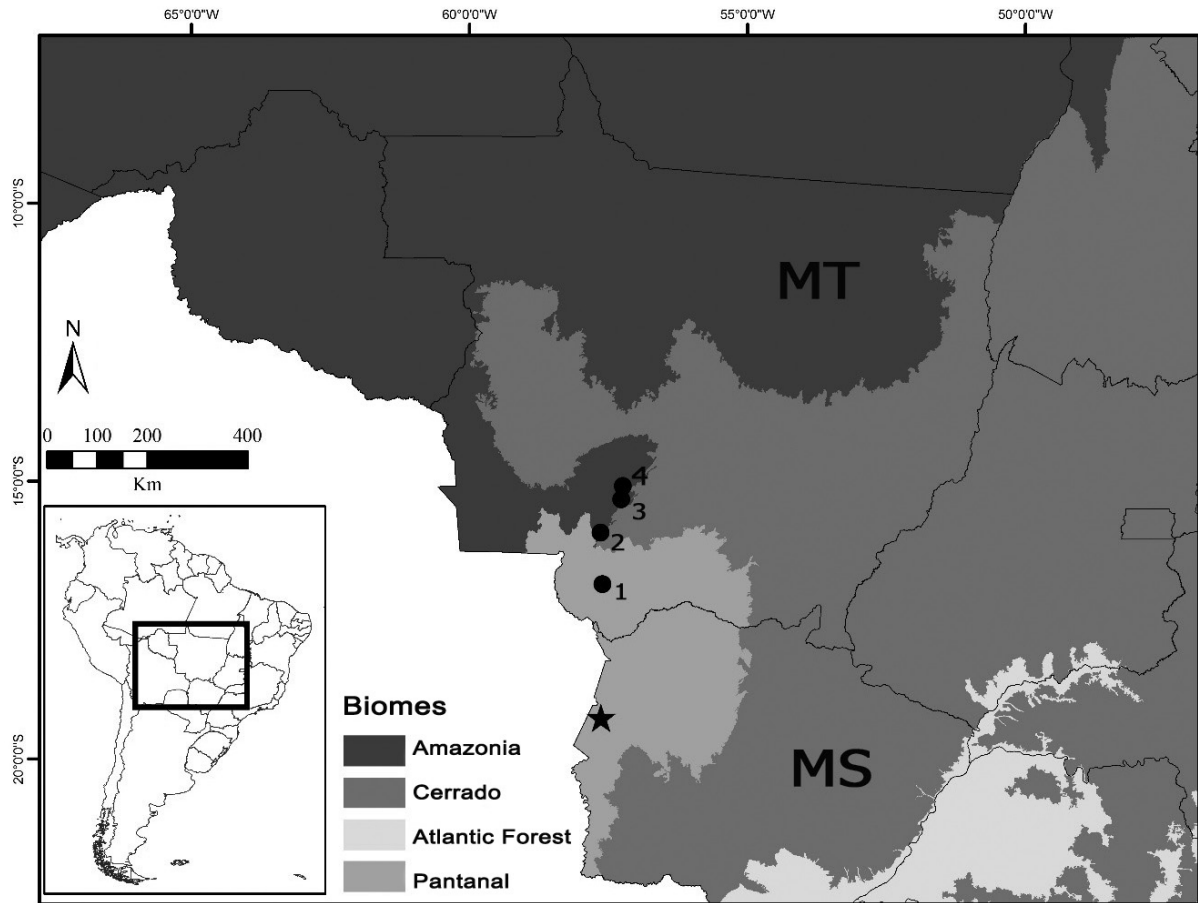 65°0'0"W 60°0'0"W 55°0'0"W 50°0'0"W
10°0'0"S
15°0'0"S
20°0'0"S
MT
N
0 100 200 400
Km
4
3
2
1
MS
Biomes
Amazonia
Cerrado
Atlantic Forest
Pantanal